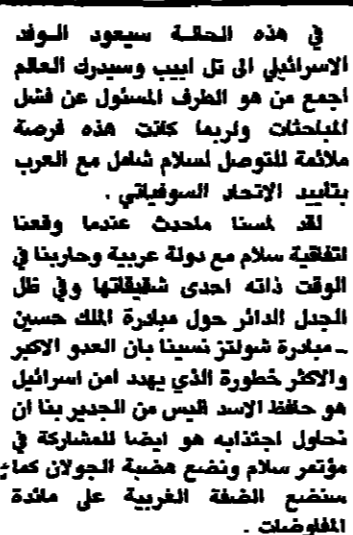 في هذه الحالة سيعود الوفد
الاسرائيلي الى تل ابيب وسيدرك العالم
اجمع من هو الطرف المسئول عن فشل
المباحثات ولربما كانت هذه فرصة
ملائمة للتوصل لسلام شامل مع العرب
بتاييد الاتحاد السوفياتي .
لقد لمسنا ماحدث عندما وقعنا
اتفاقية سلام مع دولة عربية وحاربنا في
الوقت ذاته احدى شقيقاتها وفي ظل
الجدل الدائر حول مبادرة الملك حسين
ـ مبادرة شولتز نسينا بان العدو الاكبر
والاكثر خطورة الذي يهدد امن اسرائيل
هو حافظ الاسد اليس من الجدير بنا ان
نحاول اجتذابه هو ايضا للمشاركة في
مؤتمر سلام ونضع هضبة الجولان كما
سنضع الضفة الغربية على مائدة
المفاوضات .